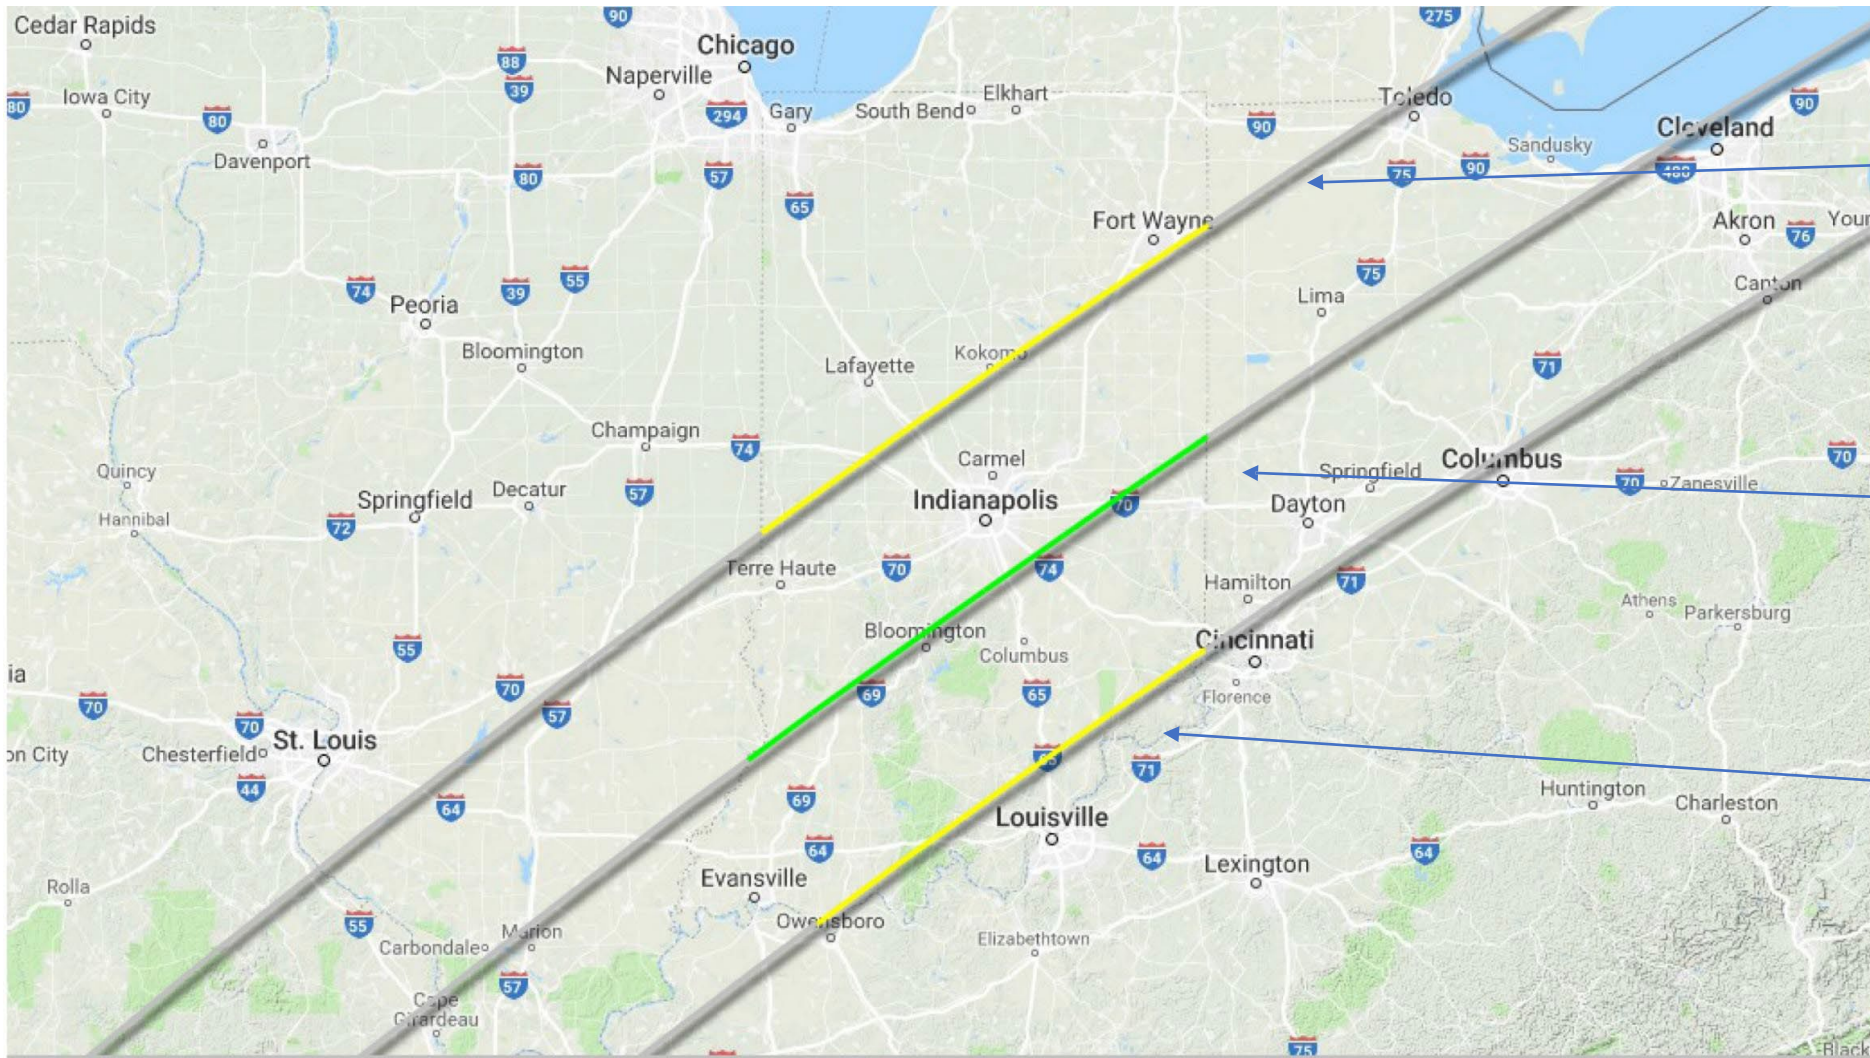 90
275
Cedar Rapids
Chicago
88
Naperville
39
Iowa City
80
80
294
Gary
South Bend
Elkhart
90
Toledo
90
Cleveland
Davenport
80
57
65
75
90
Sandusky
480
Fort Wayne
Akron
76
Your
74
39
55
Peoria
75
Lima
Canton
Bloomington
Lafayette
Kokomo
71
Champaign
74
Quincy
Springfield
Decatur
57
Carmel
Indianapolis
70
Springfield
Columbus
70
Zanesville
70
Dayton
Hannibal
72
Terre Haute
70
74
Hamilton
71
Athens
Parkersburg
55
Bloomington
Columbus
Cincinnati
ia
70
70
57
69
65
Florence
70
Chesterfield
St. Louis
on City
44
64
69
65
71
Huntington
Charleston
Louisville
64
64
Lexington
64
Rolla
Evansville
55
Carbondale
Marion
Owensboro
Elizabethtown
57
Cape
Girardeau
75
Black